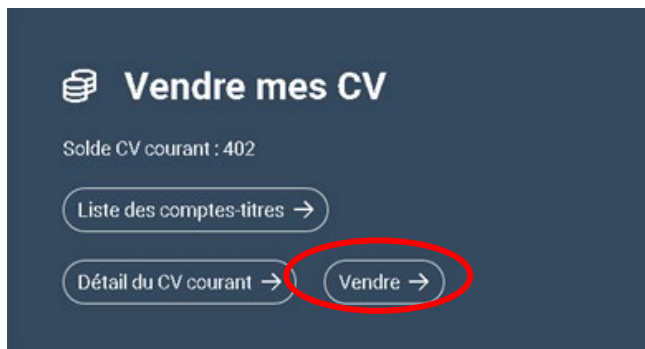 Vendre mes CV
Solde CV courant : 402
Liste des comptes-titres →
Détail du CV courant → Vendre →